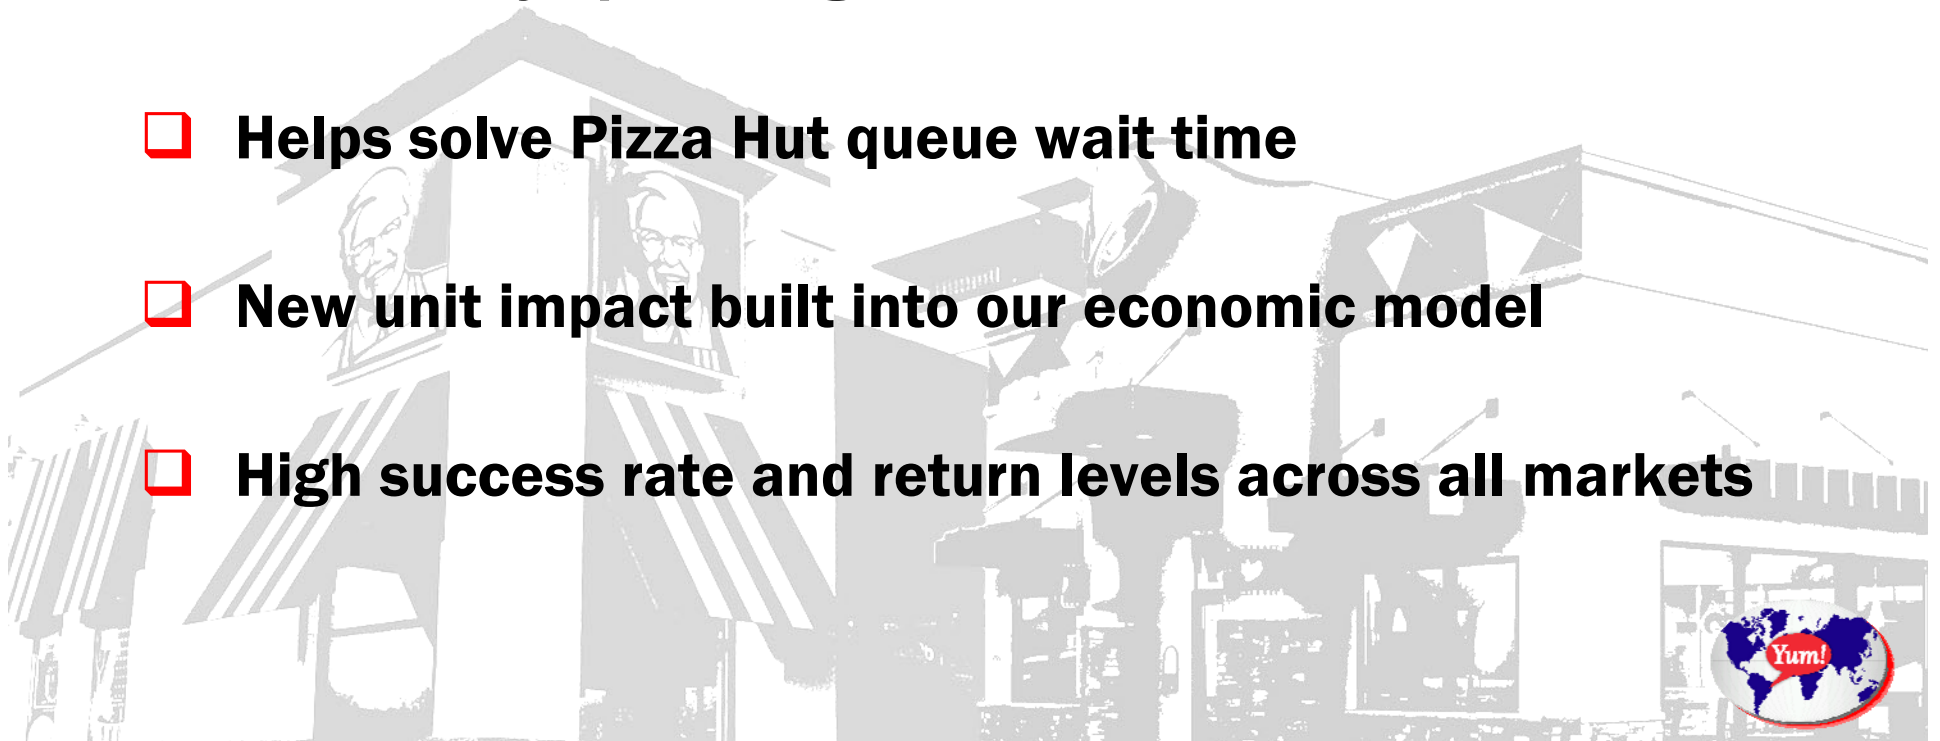 Helps solve Pizza Hut queue wait time
New unit impact built into our economic model
High success rate and return levels across all markets
Yum!